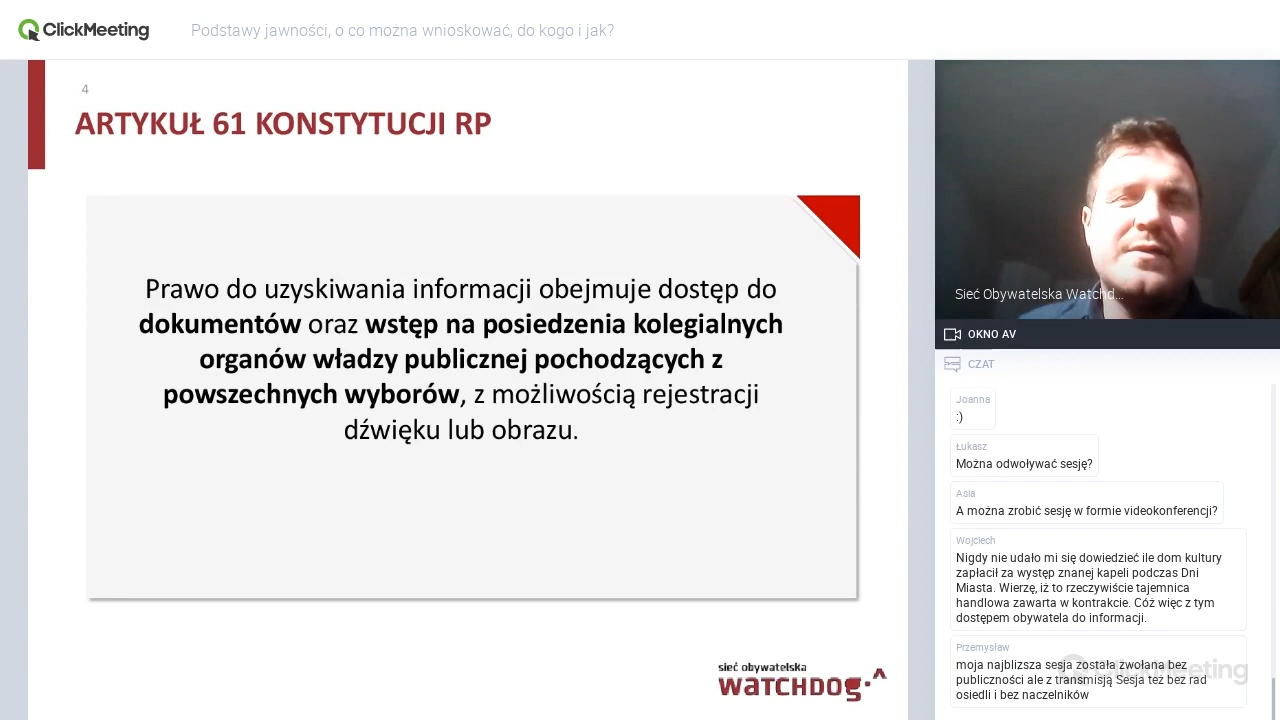 ClickMeeting
Podstawy jawności, o co można wnioskować, do kogo i jak?
4
ARTYKUŁ 61 KONSTYTUCJI RP
Prawo do uzyskiwania informacji obejmuje dostęp do
dokumentów oraz wstęp na posiedzenia kolegialnych
organów władzy publicznej pochodzących z
powszechnych wyborów, z możliwością rejestracji
dźwięku lub obrazu.
sieć obywatelska
WATCHDOG
Sieć Obywatelska Watchd...
OKNO AV
CZAT
Joanna
:)
Łukasz
Można odwoływać sesję?
Asia
A można zrobić sesję w formie videokonferencji?
Wojciech
Nigdy nie udało mi się dowiedzieć ile dom kultury
zapłacił za występ znanej kapeli podczas Dni
Miasta. Wierzę, iż to rzeczywiście tajemnica
handlowa zawarta w kontrakcie. Cóż więc z tym
dostępem obywatela do informacji.
Przemysław
moja najblizsza sesja została zwołana bez
publiczności ale z transmisją Sesja tez bez rad
osiedli i bez naczelników
ClickMeeting